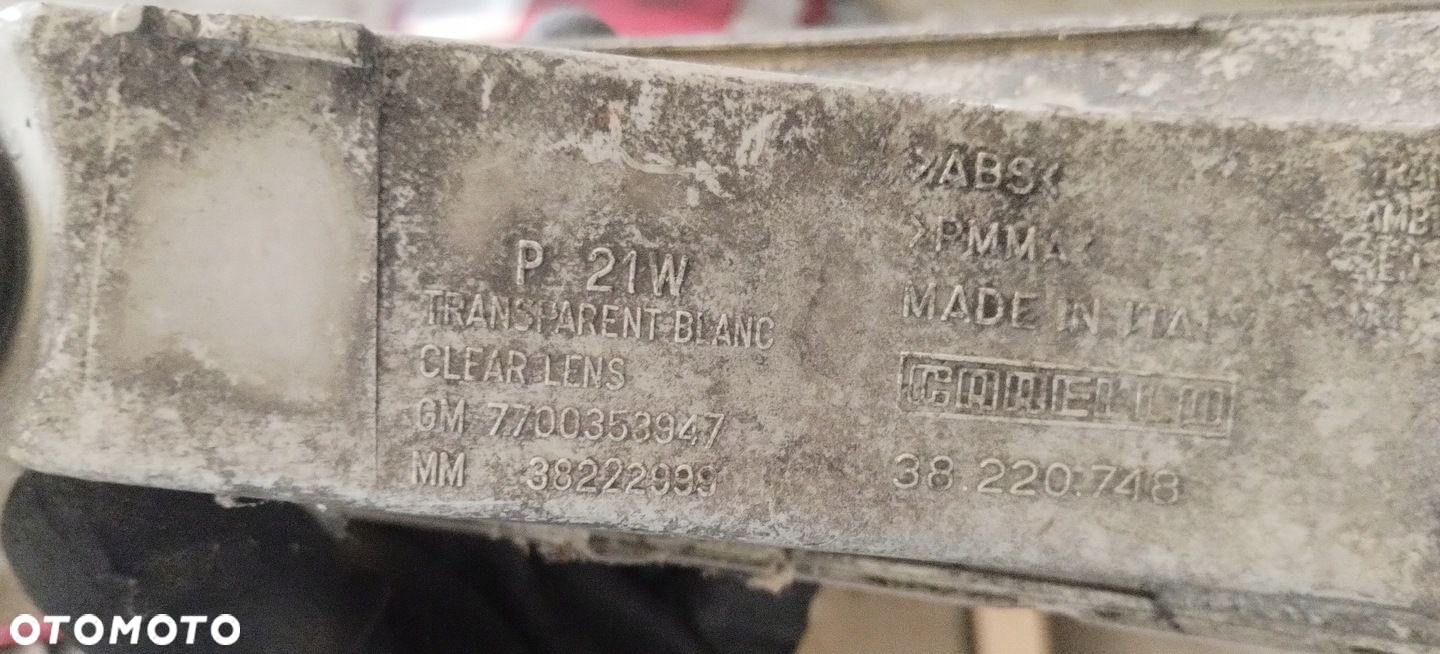 P 21W
TRANSPARENT-BLANC
CLEAR LENS
GM 7700353947
MM 38222999
>ABS<
>PMMA<
MADE IN ITALY
CARELLO
38.220.748
AMB
OTOMOTO